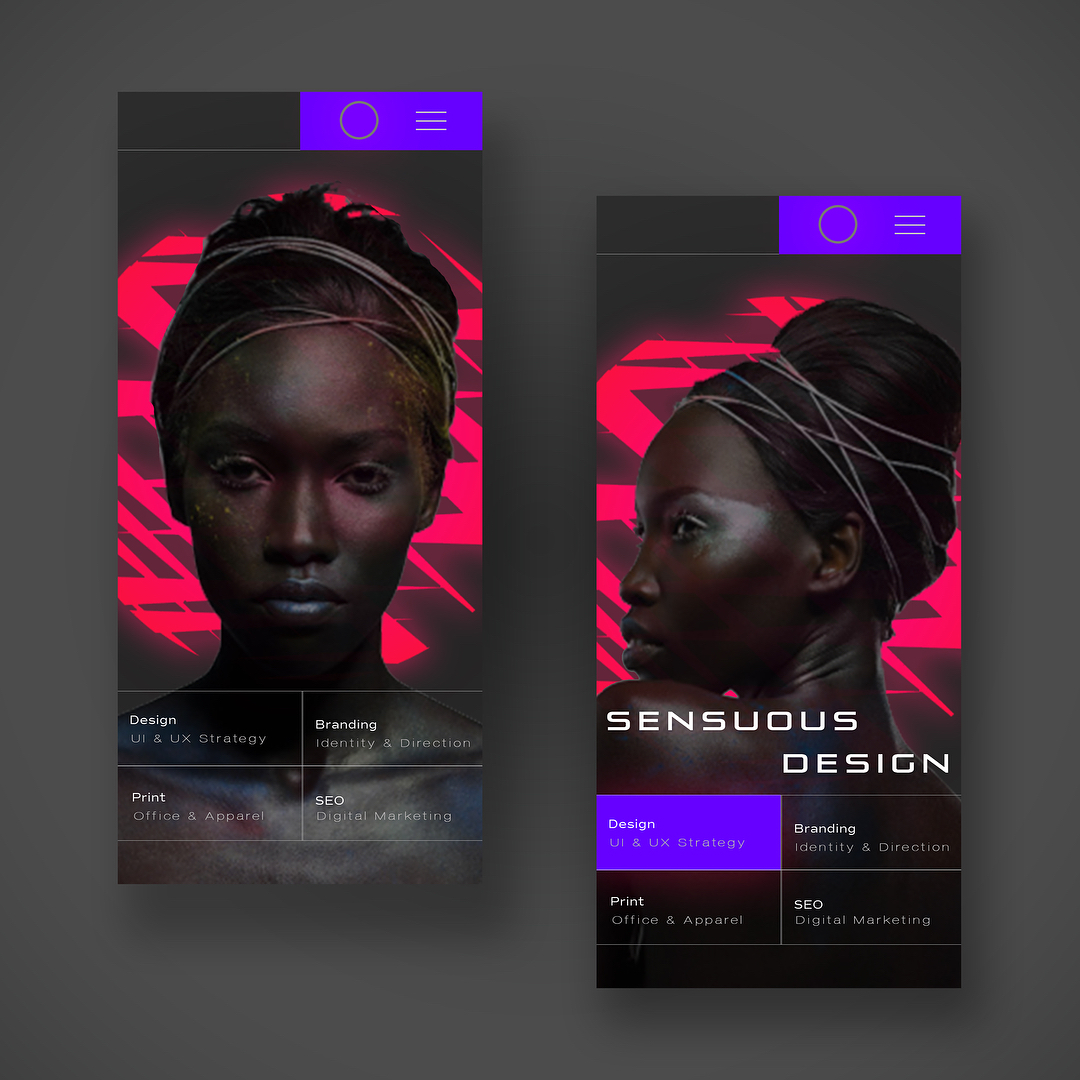 Design
UI & UX Strategy
Branding
Identity & Direction
Print
Office & Apparel
SEO
Digital Marketing
SENSUOUS
DESIGN
Design
UI & UX Strategy
Branding
Identity & Direction
Print
Office & Apparel
SEO
Digital Marketing